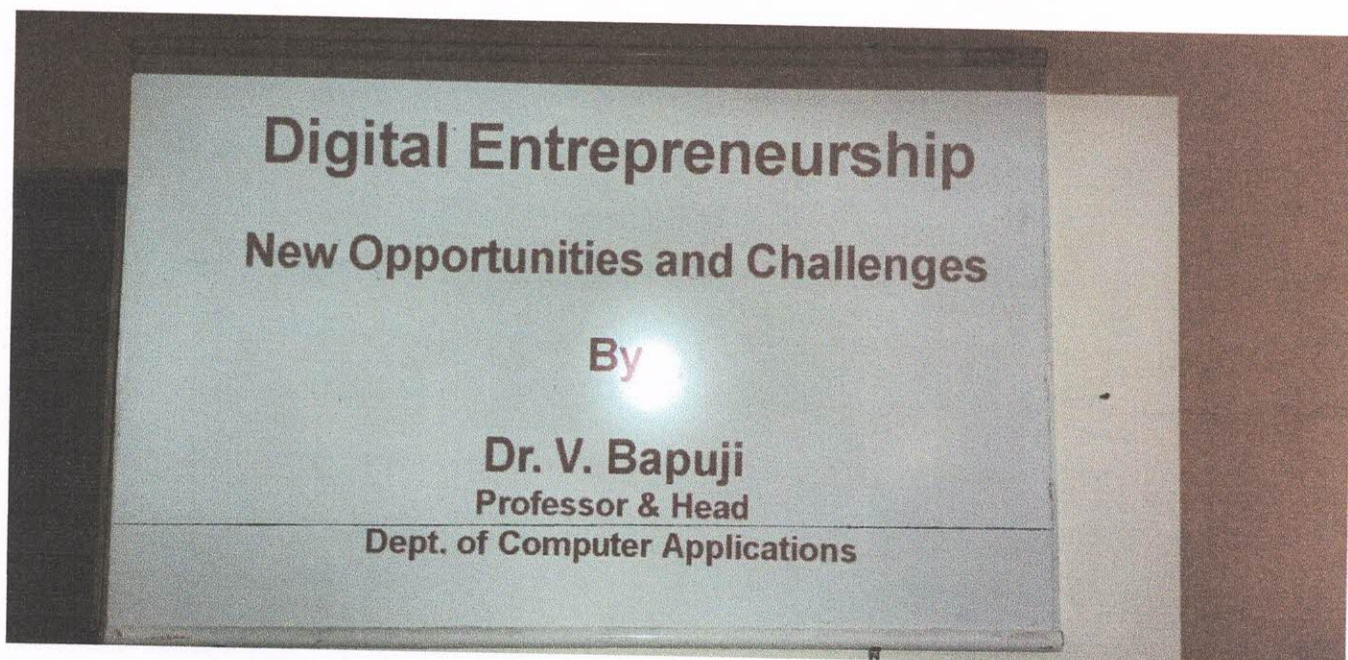 Digital Entrepreneurship
New Opportunities and Challenges
By
Dr. V. Bapuji
Professor & Head
Dept. of Computer Applications